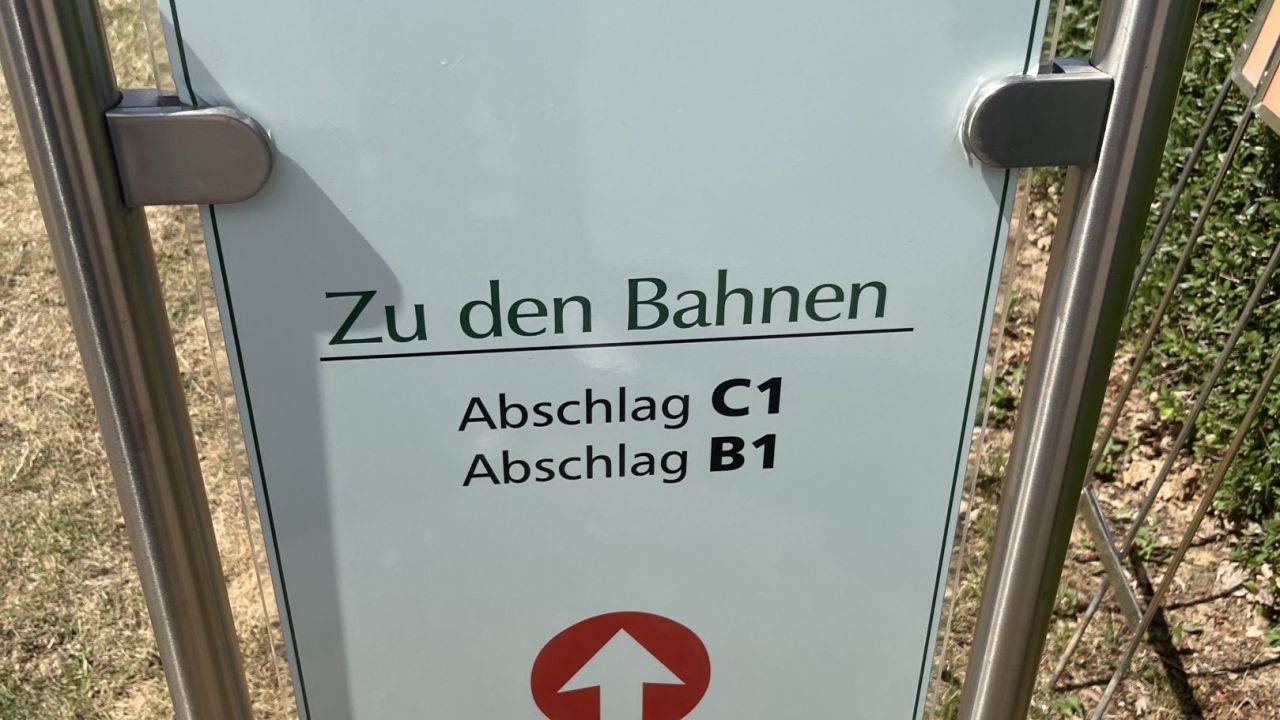 Zu den Bahnen
Abschlag C1
Abschlag B1